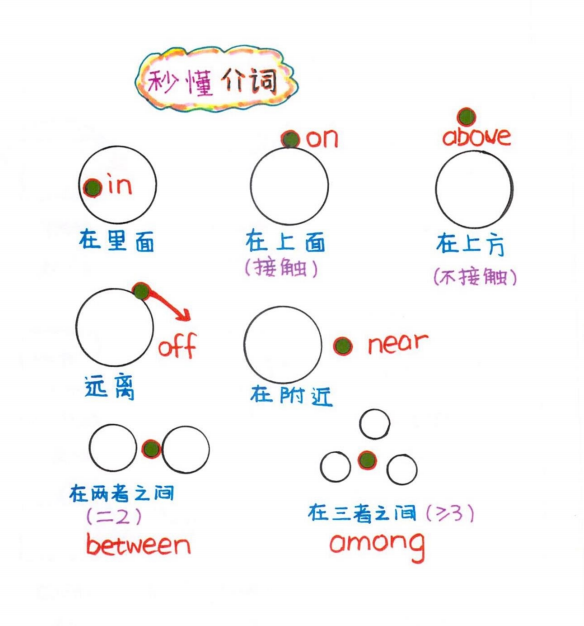 秒懂介词
in
on
above
在里面
在上面
(接触)
在上方
(不接触)
off
near
远离
在附近
在两者之间
(=2)
between
在三者之间(≥3)
among